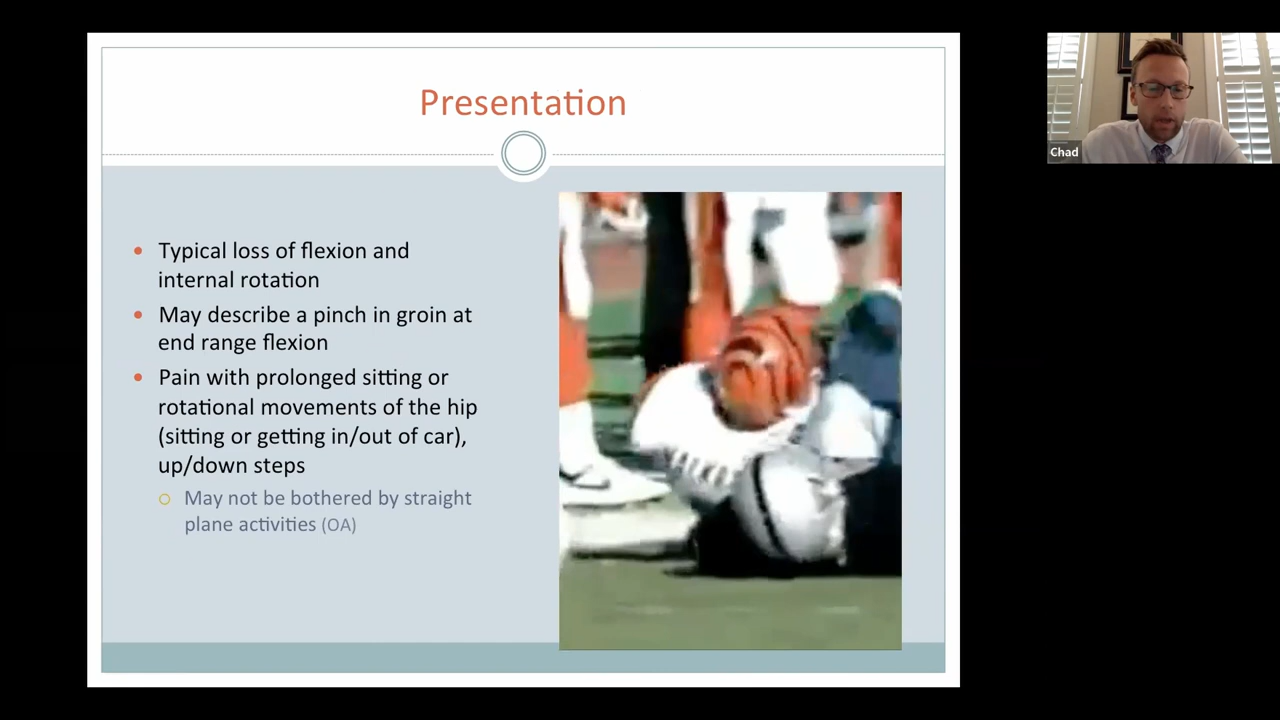 Presentation
Typical loss of flexion and
internal rotation
May describe a pinch in groin at
end range flexion
Pain with prolonged sitting or
rotational movements of the hip
(sitting or getting in/out of car),
up/down steps
May not be bothered by straight
plane activities (OA)
Chad